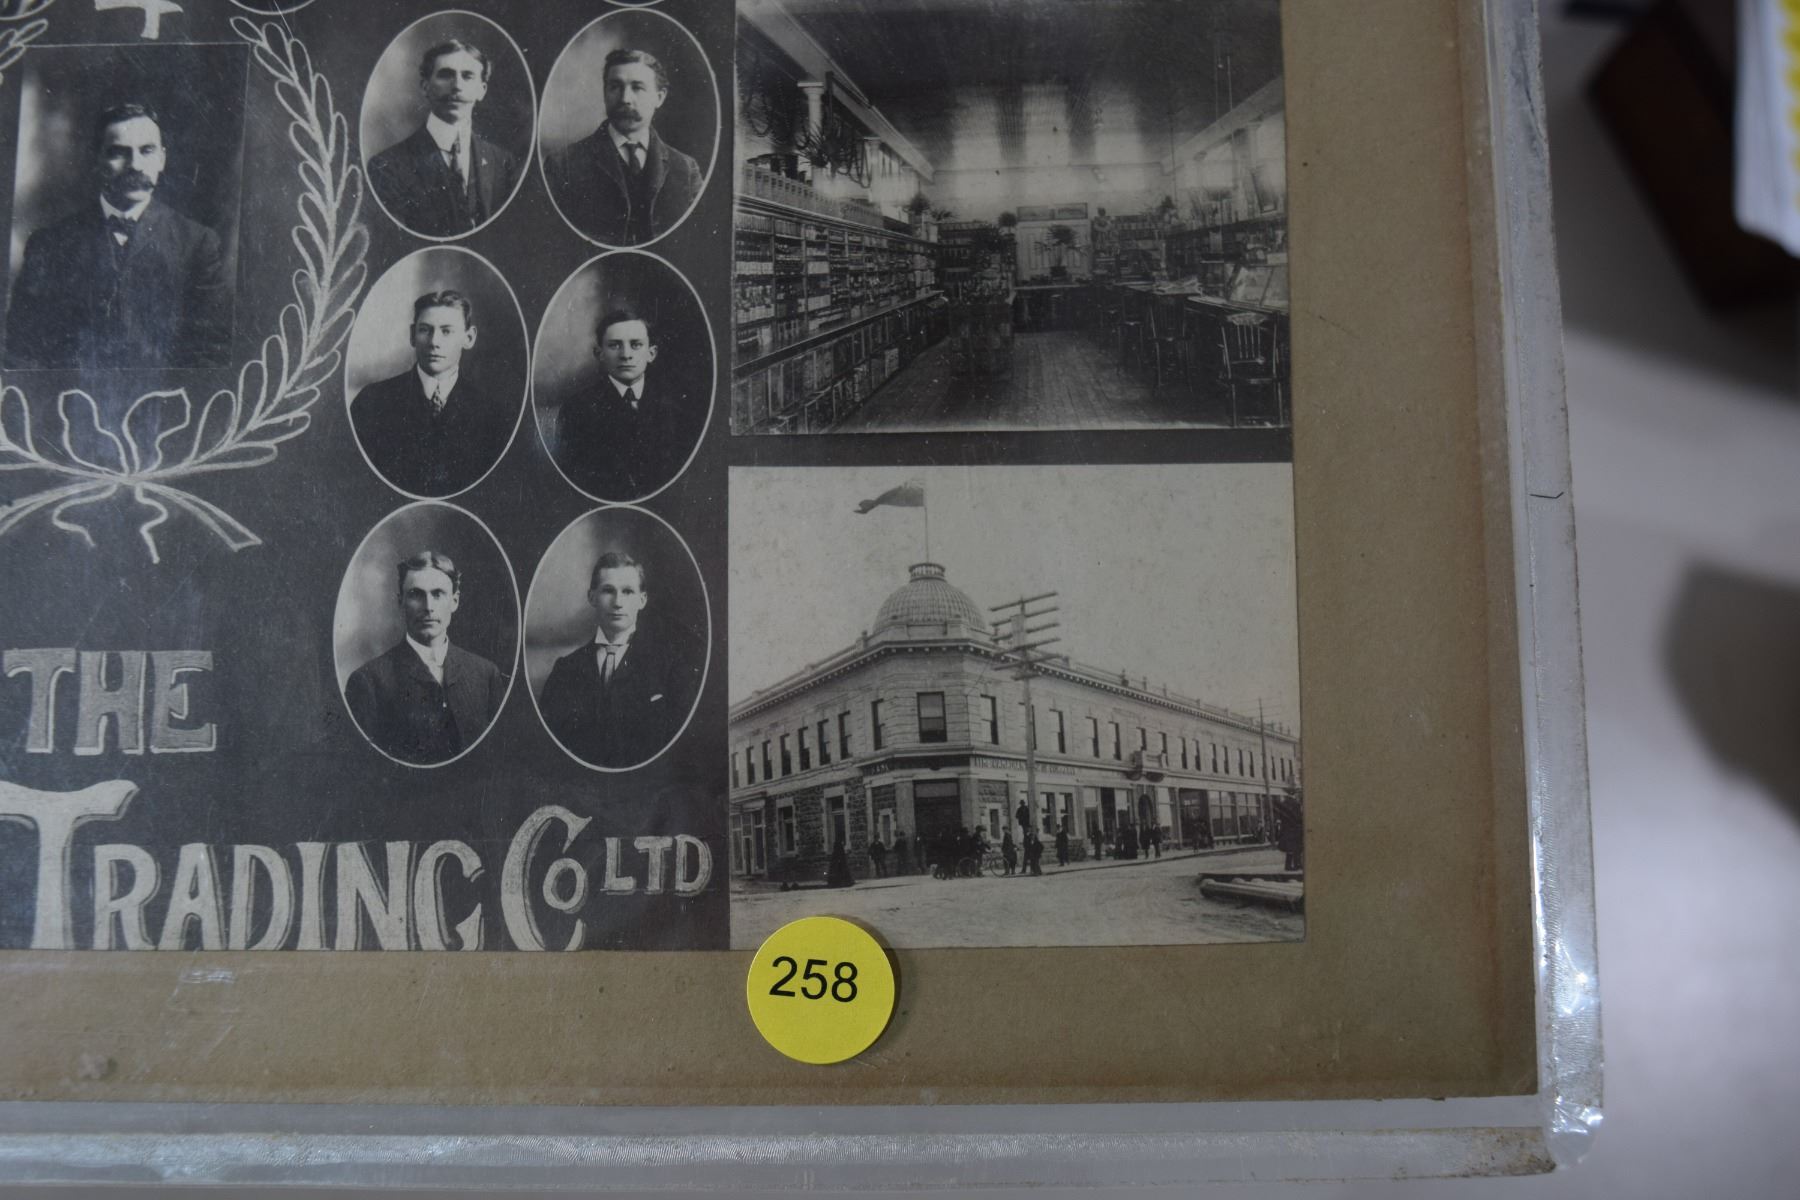 THE
TRADING CO LTD
258